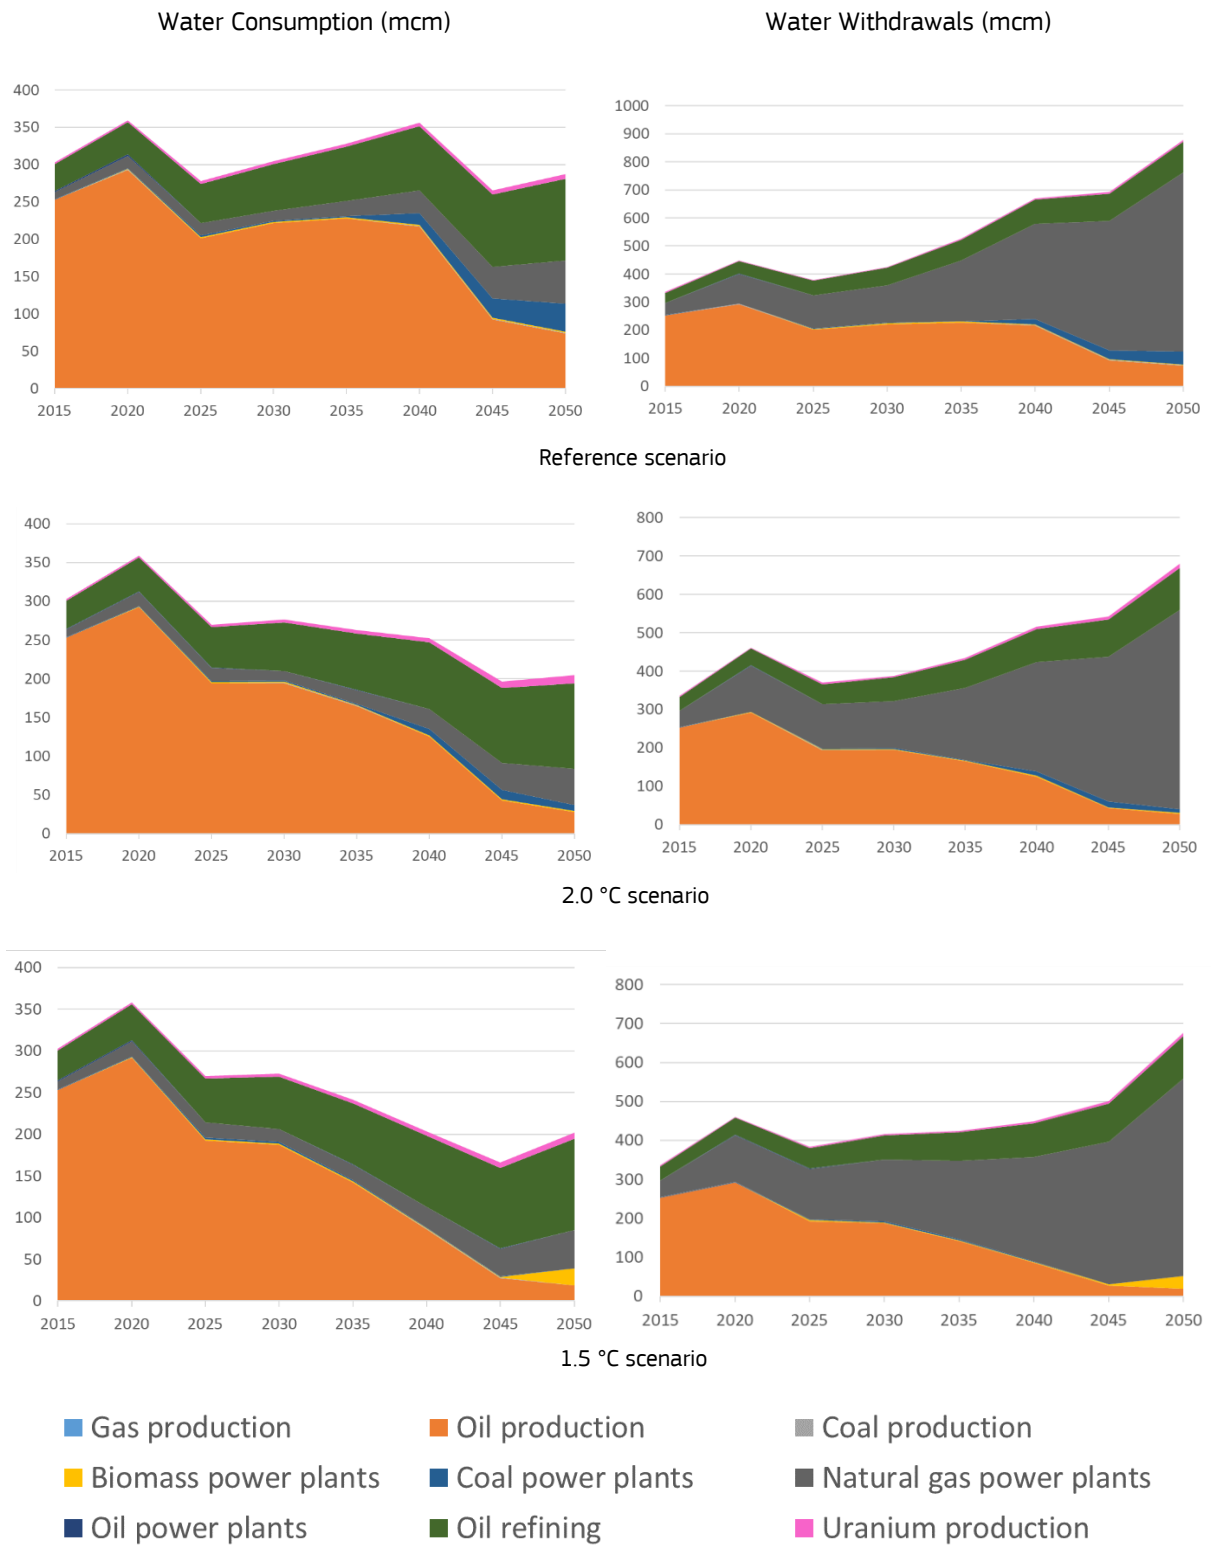 Water Consumption (mcm)
Water Withdrawals (mcm)
400
350
300
250
200
150
100
50
0
2015 2020 2025 2030 2035 2040 2045 2050
1000
900
800
700
600
500
400
300
200
100
0
2015 2020 2025 2030 2035 2040 2045 2050
Reference scenario
400
350
300
250
200
150
100
50
0
2015 2020 2025 2030 2035 2040 2045 2050
800
700
600
500
400
300
200
100
0
2015 2020 2025 2030 2035 2040 2045 2050
2.0 °C scenario
400
350
300
250
200
150
100
50
0
2015 2020 2025 2030 2035 2040 2045 2050
800
700
600
500
400
300
200
100
0
2015 2020 2025 2030 2035 2040 2045 2050
1.5 °C scenario
Gas production
Oil production
Coal production
Biomass power plants
Coal power plants
Natural gas power plants
Oil power plants
Oil refining
Uranium production